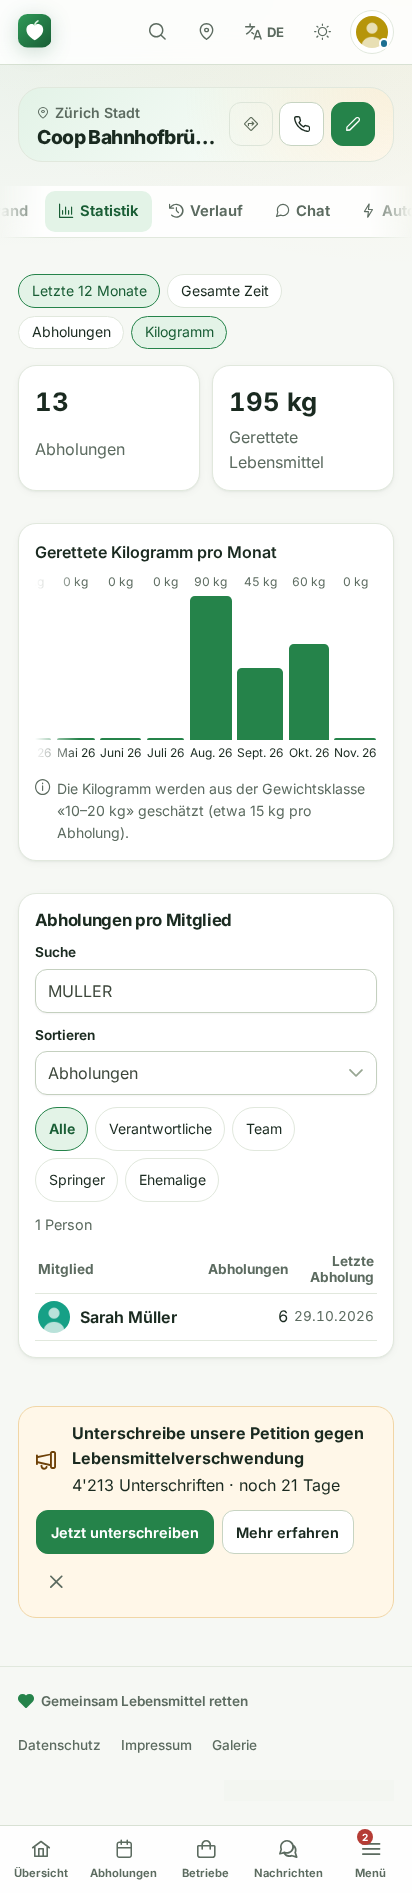 DE
Zürich Stadt
Coop Bahnhofbrü…
and Statistik Verlauf Chat Auto
Letzte 12 Monate Gesamte Zeit
Abholungen Kilogramm
13 195 kg
Abholungen Gerettete
Lebensmittel
Gerettete Kilogramm pro Monat
g 0 kg 0 kg 0 kg 90 kg 45 kg 60 kg 0 kg
26 Mai 26 Juni 26 Juli 26 Aug. 26 Sept. 26 Okt. 26 Nov. 26
Die Kilogramm werden aus der Gewichtsklasse
«10–20 kg» geschätzt (etwa 15 kg pro
Abholung).
Abholungen pro Mitglied
Suche
MULLER
Sortieren
Abholungen
Alle Verantwortliche Team
Springer Ehemalige
1 Person
Mitglied Abholungen Letzte
Abholung
Sarah Müller 6 29.10.2026
Unterschreibe unsere Petition gegen
Lebensmittelverschwendung
4'213 Unterschriften · noch 21 Tage
Jetzt unterschreiben Mehr erfahren
Gemeinsam Lebensmittel retten
Datenschutz Impressum Galerie
2
Übersicht Abholungen Betriebe Nachrichten Menü